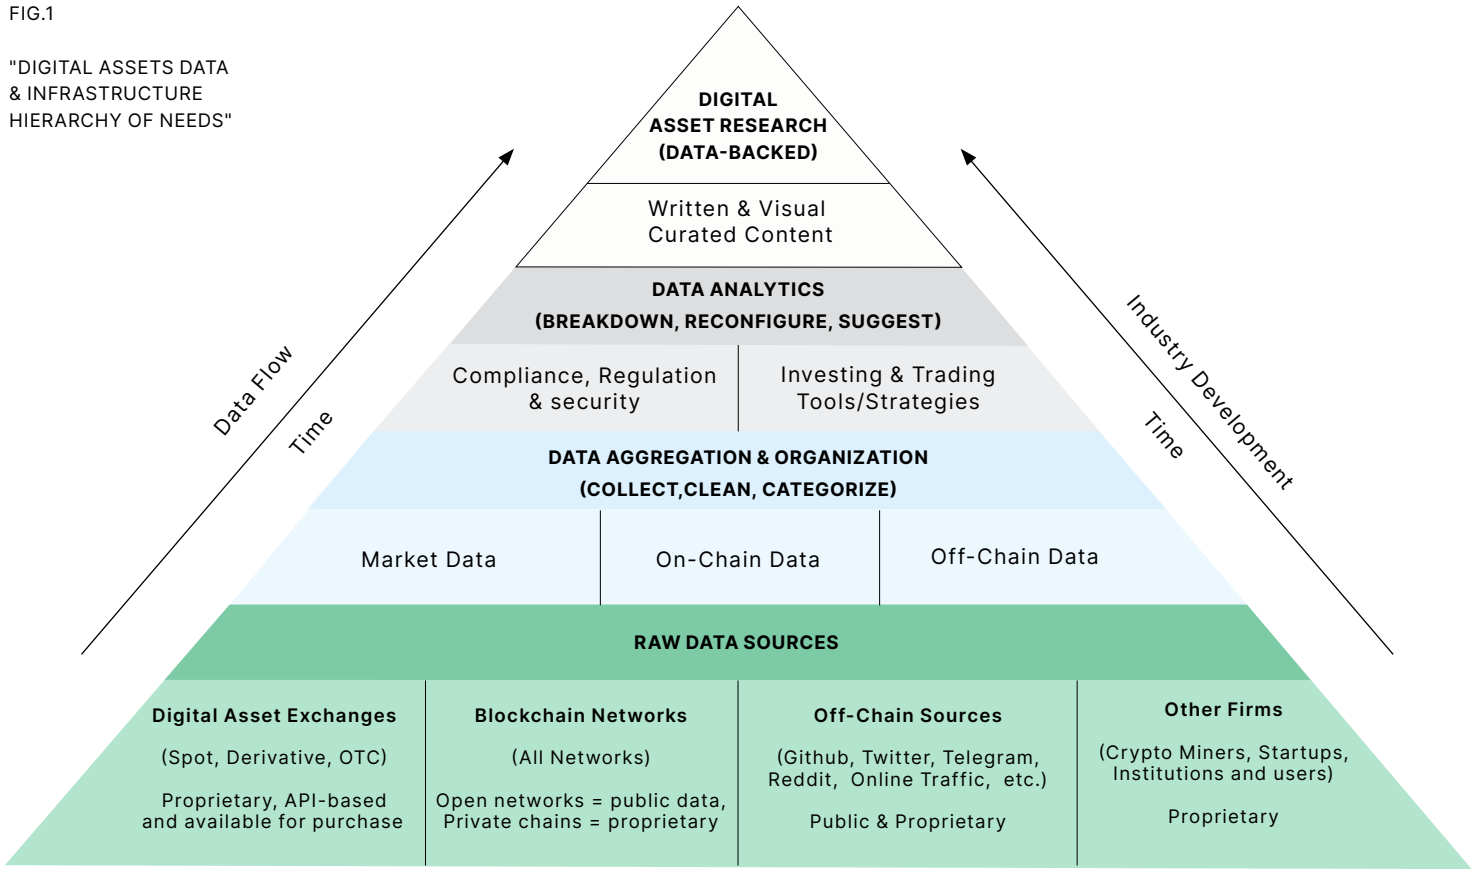 FIG.1
"DIGITAL ASSETS DATA
& INFRASTRUCTURE
HIERARCHY OF NEEDS"
DIGITAL
ASSET RESEARCH
(DATA-BACKED)
Written & Visual
Curated Content
DATA ANALYTICS
(BREAKDOWN, RECONFIGURE, SUGGEST)
Compliance, Regulation
& security
Investing & Trading
Tools/Strategies
Data Flow
Time
Industry Development
Time
DATA AGGREGATION & ORGANIZATION
(COLLECT,CLEAN, CATEGORIZE)
Market Data
On-Chain Data
Off-Chain Data
RAW DATA SOURCES
Digital Asset Exchanges
(Spot, Derivative, OTC)
Proprietary, API-based
and available for purchase
Blockchain Networks
(All Networks)
Open networks = public data,
Private chains = proprietary
Off-Chain Sources
(Github, Twitter, Telegram,
Reddit, Online Traffic, etc.)
Public & Proprietary
Other Firms
(Crypto Miners, Startups,
Institutions and users)
Proprietary